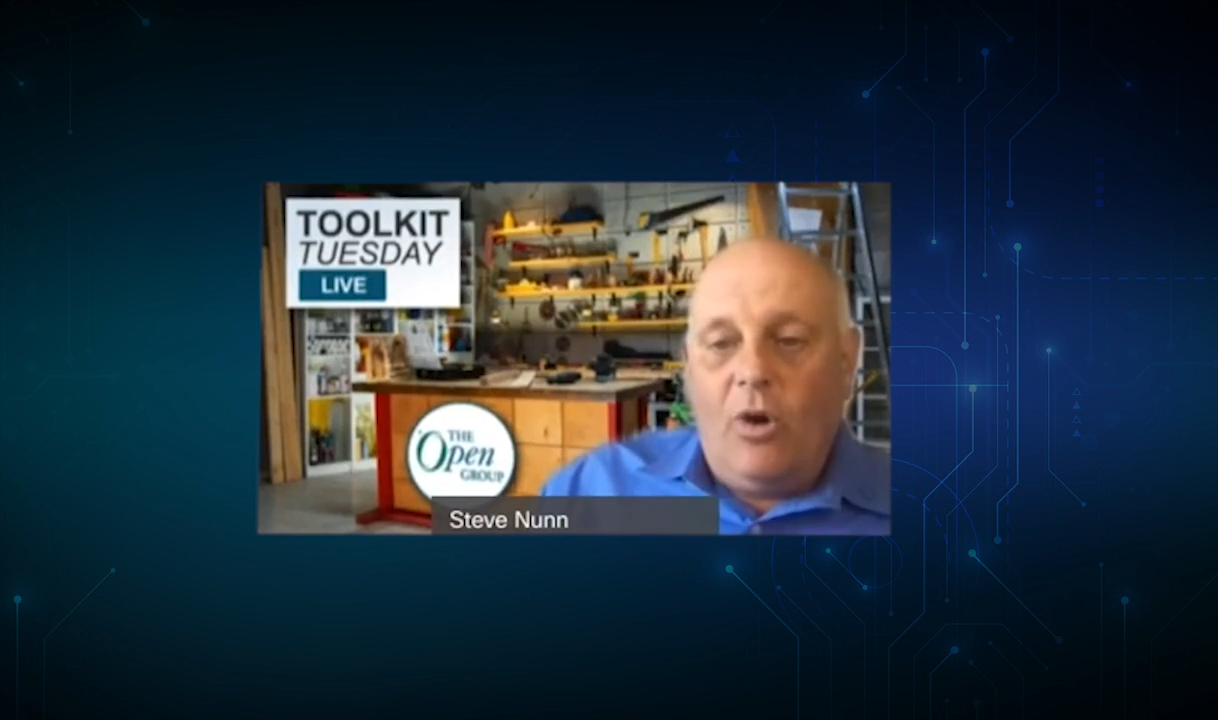 TOOLKIT
TUESDAY
LIVE
THE
Open
GROUP
Steve Nunn